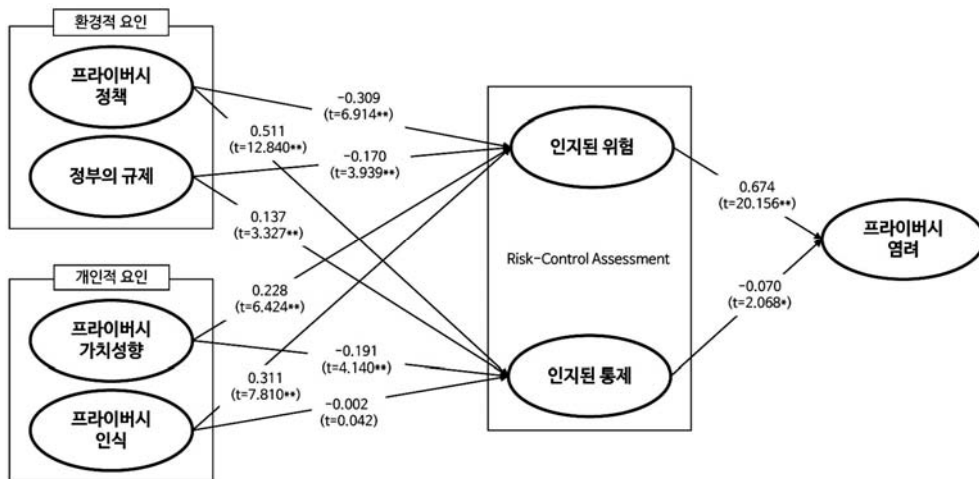 환경적 요인
프라이버시
정책
정부의 규제
-0.309
(t=6.914**)
0.511
(t=12.840**)
-0.170
(t=3.939**)
0.137
(t=3.327**)
개인적 요인
프라이버시
가치성향
프라이버시
인식
0.228
(t=6.424**)
-0.191
(t=4.140**)
0.311
(t=7.810**)
-0.002
(t=0.042)
인지된 위험
Risk-Control Assessment
인지된 통제
0.674
(t=20.156**)
-0.070
(t=2.068*)
프라이버시
염려